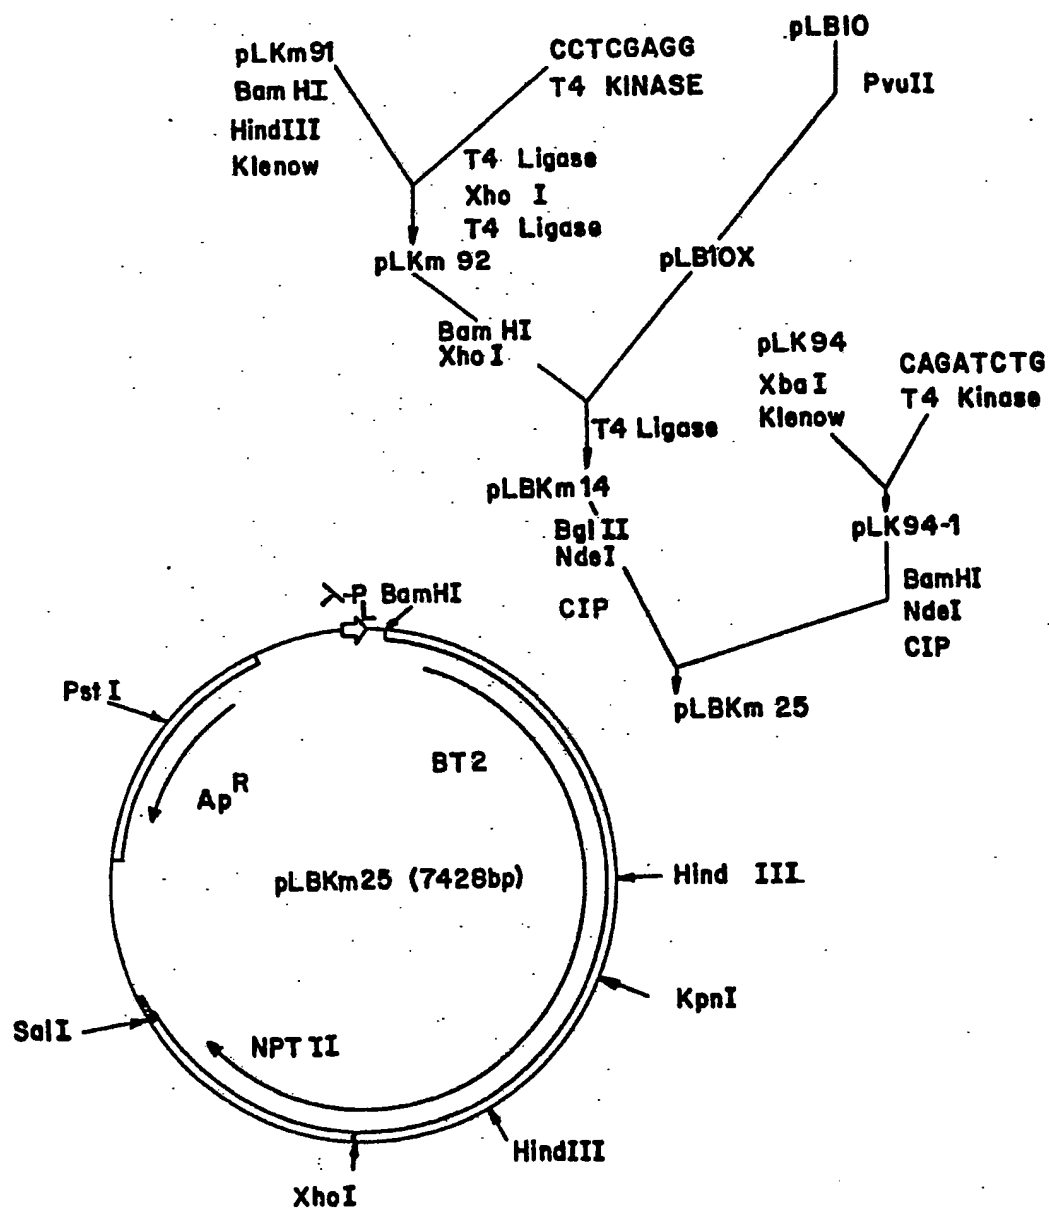 pLKm91
Bam HI
HindIII
Klenow
CCTCGAGG
T4 KINASE
pLB10
PvuII
T4 Ligase
Xho I
T4 Ligase
pLKm 92
pLB10X
Bam HI
Xho I
pLK94
XbaI
Klenow
CAGATCTG
T4 Kinase
T4 Ligase
pLBKm14
Bgl II
NdeI
CIP
pLK94-1
BamHI
NdeI
CIP
pLBKm 25
BamHI
Pst I
Ap R
BT2
pLBKm25 (7428bp)
Hind III
KpnI
SalI
NPT II
HindIII
XhoI